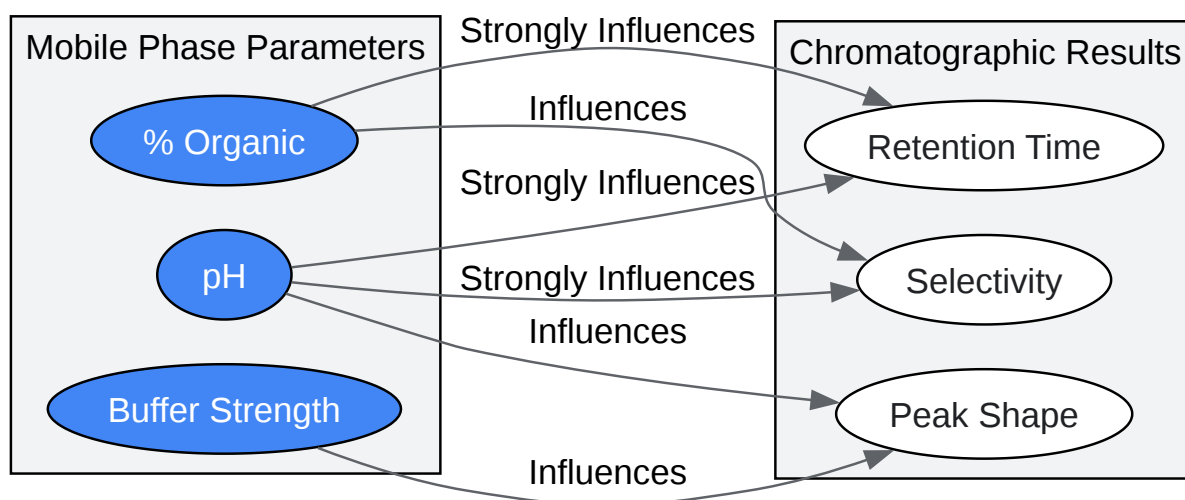 Mobile Phase Parameters
% Organic
pH
Buffer Strength
Strongly Influences
Influences
Strongly Influences
Strongly Influences
Influences
Influences
Chromatographic Results
Retention Time
Selectivity
Peak Shape